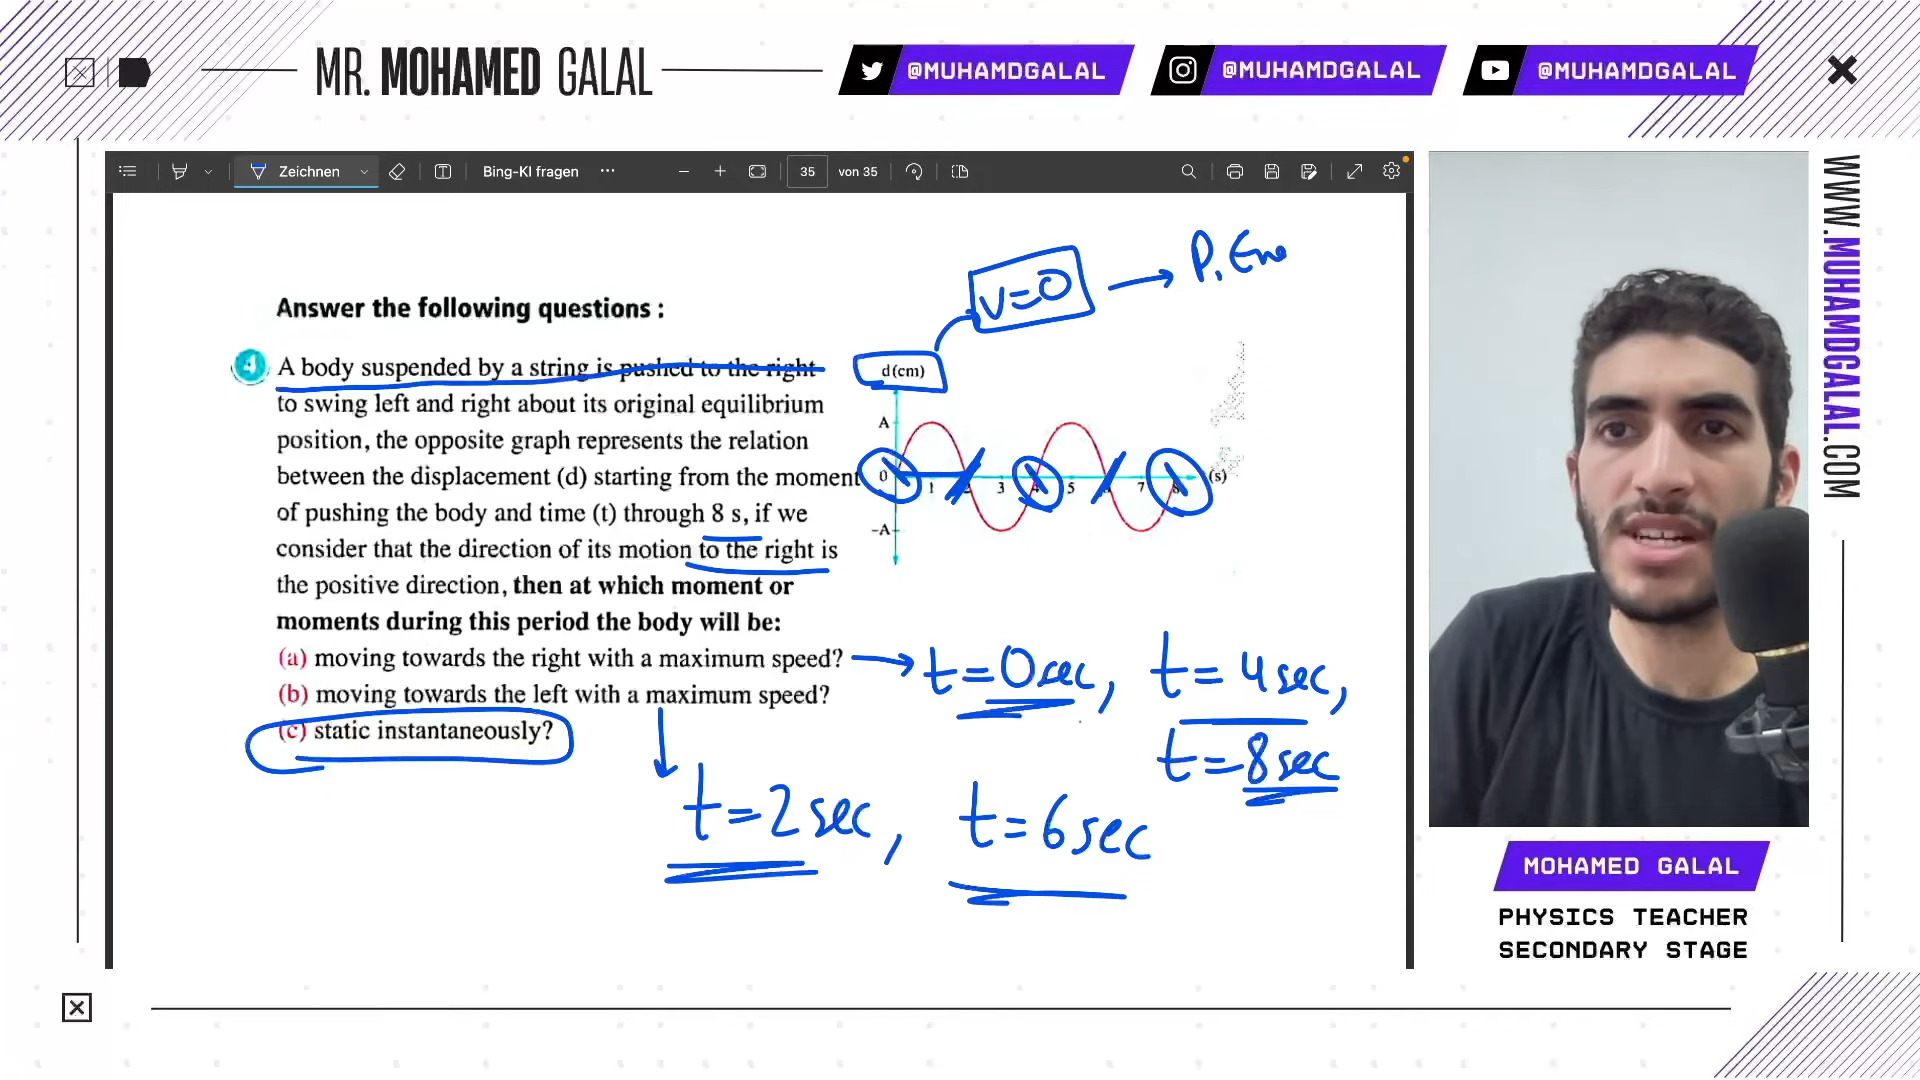 MR. MOHAMED GALAL
@MUHAMDGALAL
@MUHAMDGALAL
@MUHAMDGALAL
Zeichnen
Bing-KI fragen
35 von 35
WWW.MUHAMDGALAL.COM
v=0 → P. Ene
Answer the following questions :
4 A body suspended by a string is pushed to the right
to swing left and right about its original equilibrium
position, the opposite graph represents the relation
between the displacement (d) starting from the moment
of pushing the body and time (t) through 8 s, if we
consider that the direction of its motion to the right is
the positive direction, then at which moment or
moments during this period the body will be:
(a) moving towards the right with a maximum speed?
(b) moving towards the left with a maximum speed?
(c) static instantaneously?
d(cm)
A
0 1 3 4 5 7 8 (s)
-A
t=0sec, t=4sec,
t=8sec
t=2sec, t=6sec
MOHAMED GALAL
PHYSICS TEACHER
SECONDARY STAGE